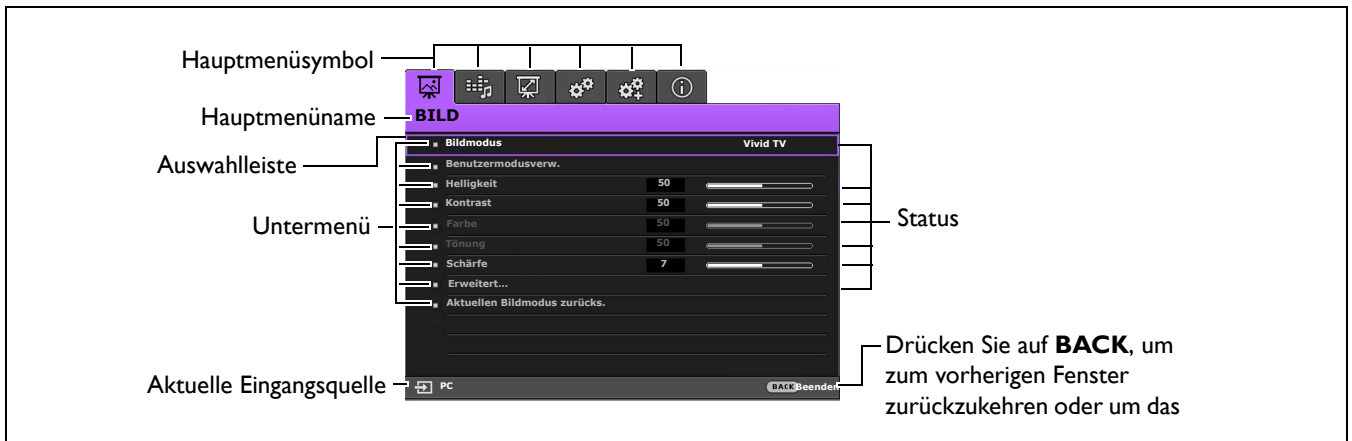 Hauptmenüsymbol
Hauptmenüname
BILD
Auswahlleiste
Bildmodus Vivid TV
Benutzermodusverw.
Helligkeit 50
Kontrast 50
Untermenü
Farbe 50
Status
Tönung 50
Schärfe 7
Erweitert...
Aktuellen Bildmodus zurücks.
Aktuelle Eingangsquelle
PC
BACK Beenden
Drücken Sie auf BACK, um
zum vorherigen Fenster
zurückzukehren oder um das